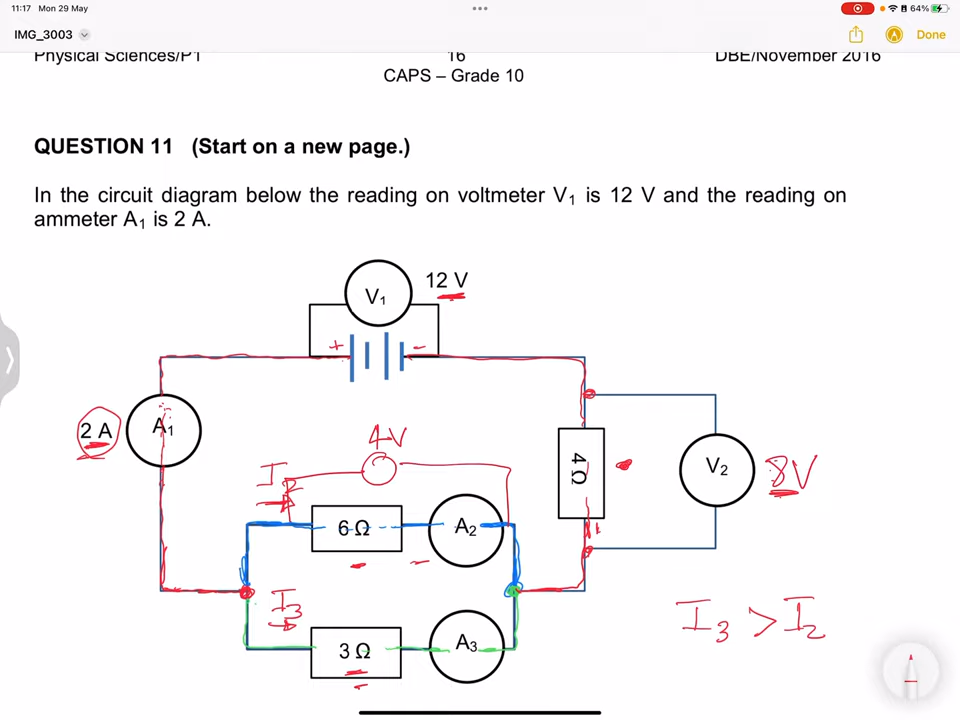 11:17 Mon 29 May
64%
IMG_3003
Done
Physical Sciences/P1 16 DBE/November 2016
CAPS – Grade 10
QUESTION 11 (Start on a new page.)
In the circuit diagram below the reading on voltmeter V₁ is 12 V and the reading on
ammeter A₁ is 2 A.
V₁
12 V
+ -
2 A
A₁
4V
4 Ω
V₂
8V
I₂
6 Ω
A₂
I₃
3 Ω
A₃
I₃ > I₂